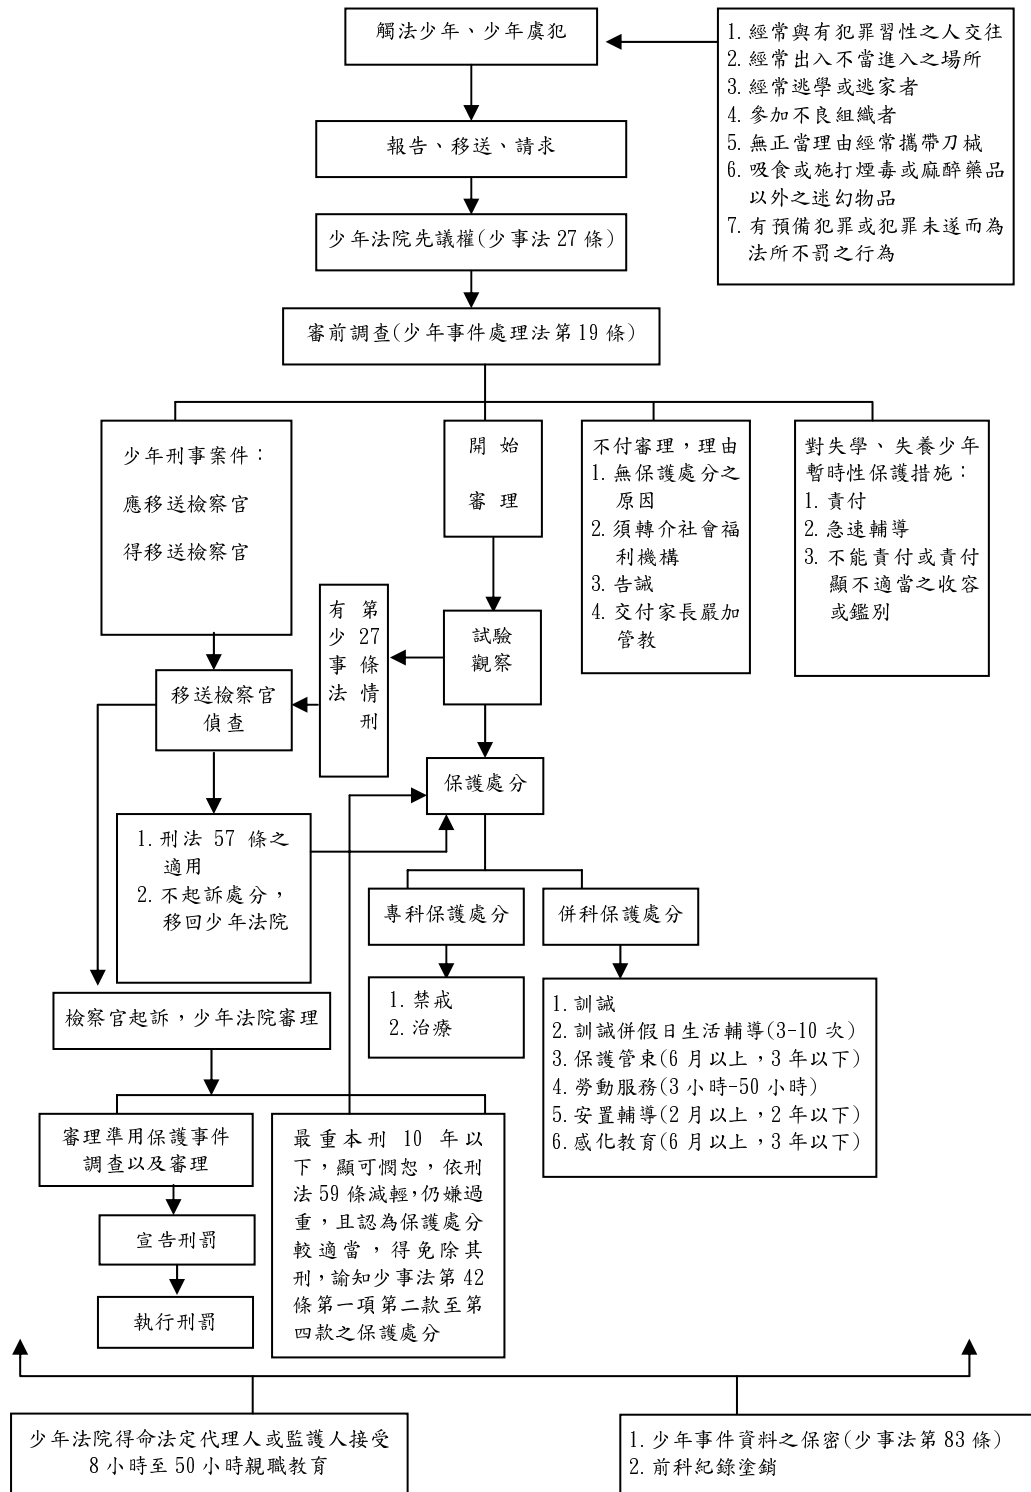 觸法少年、少年虞犯
1. 經常與有犯罪習性之人交往
2. 經常出入不當進入之場所
3. 經常逃學或逃家者
4. 參加不良組織者
5. 無正當理由經常攜帶刀械
6. 吸食或施打煙毒或麻醉藥品
以外之迷幻物品
7. 有預備犯罪或犯罪未遂而為
法所不罰之行為
報告、移送、請求
少年法院先議權(少事法 27 條)
審前調查(少年事件處理法第 19 條)
少年刑事案件：
應移送檢察官
得移送檢察官
開 始
審 理
不付審理，理由
1. 無保護處分之
原因
2. 須轉介社會福
利機構
3. 告誡
4. 交付家長嚴加
管教
對失學、失養少年
暫時性保護措施：
1. 責付
2. 急速輔導
3. 不能責付或責付
顯不適當之收容
或鑑別
有少事法
第27條情刑
試驗
觀察
移送檢察官
偵查
保護處分
1. 刑法 57 條之
適用
2. 不起訴處分，
移回少年法院
專科保護處分
併科保護處分
1. 禁戒
2. 治療
1. 訓誡
2. 訓誡併假日生活輔導(3-10 次)
3. 保護管束(6 月以上，3 年以下)
4. 勞動服務(3 小時-50 小時)
5. 安置輔導(2 月以上，2 年以下)
6. 感化教育(6 月以上，3 年以下)
檢察官起訴，少年法院審理
審理準用保護事件
調查以及審理
宣告刑罰
執行刑罰
最重本刑 10 年以
下，顯可憫恕，依刑
法 59 條減輕，仍嫌過
重，且認為保護處分
較適當，得免除其
刑，諭知少事法第 42
條第一項第二款至第
四款之保護處分
少年法院得命法定代理人或監護人接受
8 小時至 50 小時親職教育
1. 少年事件資料之保密(少事法第 83 條)
2. 前科紀錄塗銷